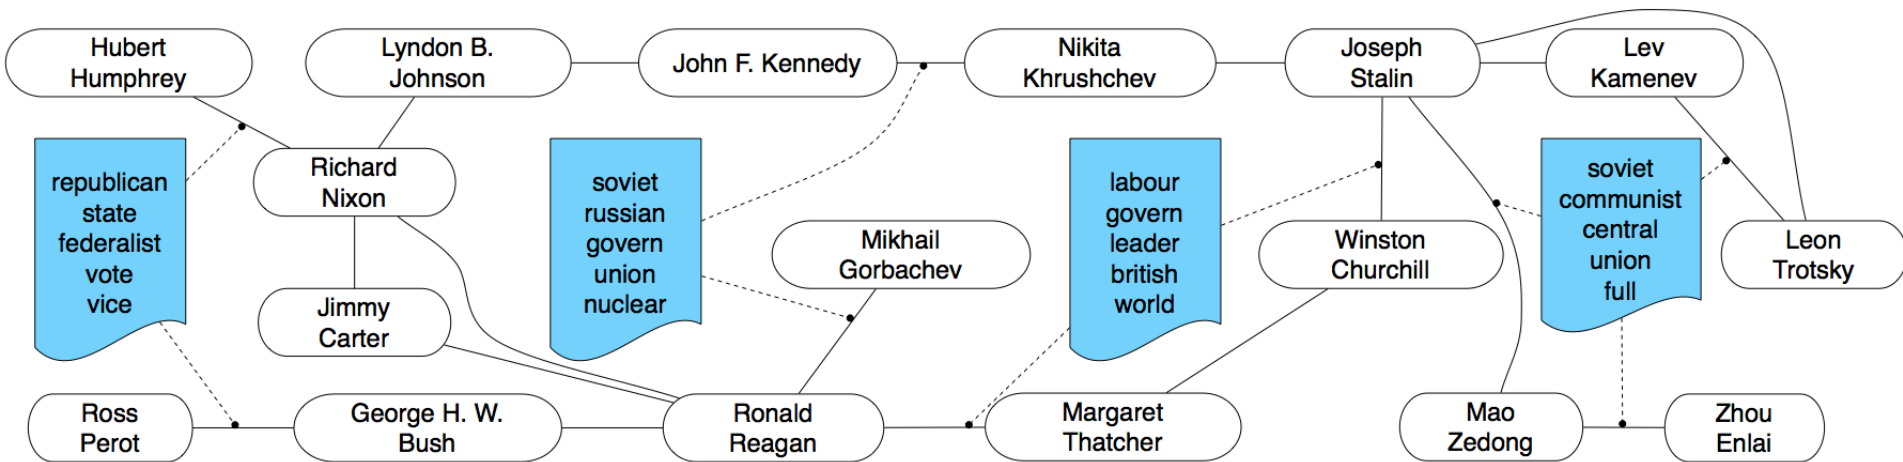 Hubert
Humphrey
Lyndon B.
Johnson
John F. Kennedy
Nikita
Khrushchev
Joseph
Stalin
Lev
Kamenev
republican
state
federalist
vote
vice
Richard
Nixon
soviet
russian
govern
union
nuclear
Mikhail
Gorbachev
labour
govern
leader
british
world
Winston
Churchill
soviet
communist
central
union
full
Leon
Trotsky
Jimmy
Carter
Ross
Perot
George H. W.
Bush
Ronald
Reagan
Margaret
Thatcher
Mao
Zedong
Zhou
Enlai